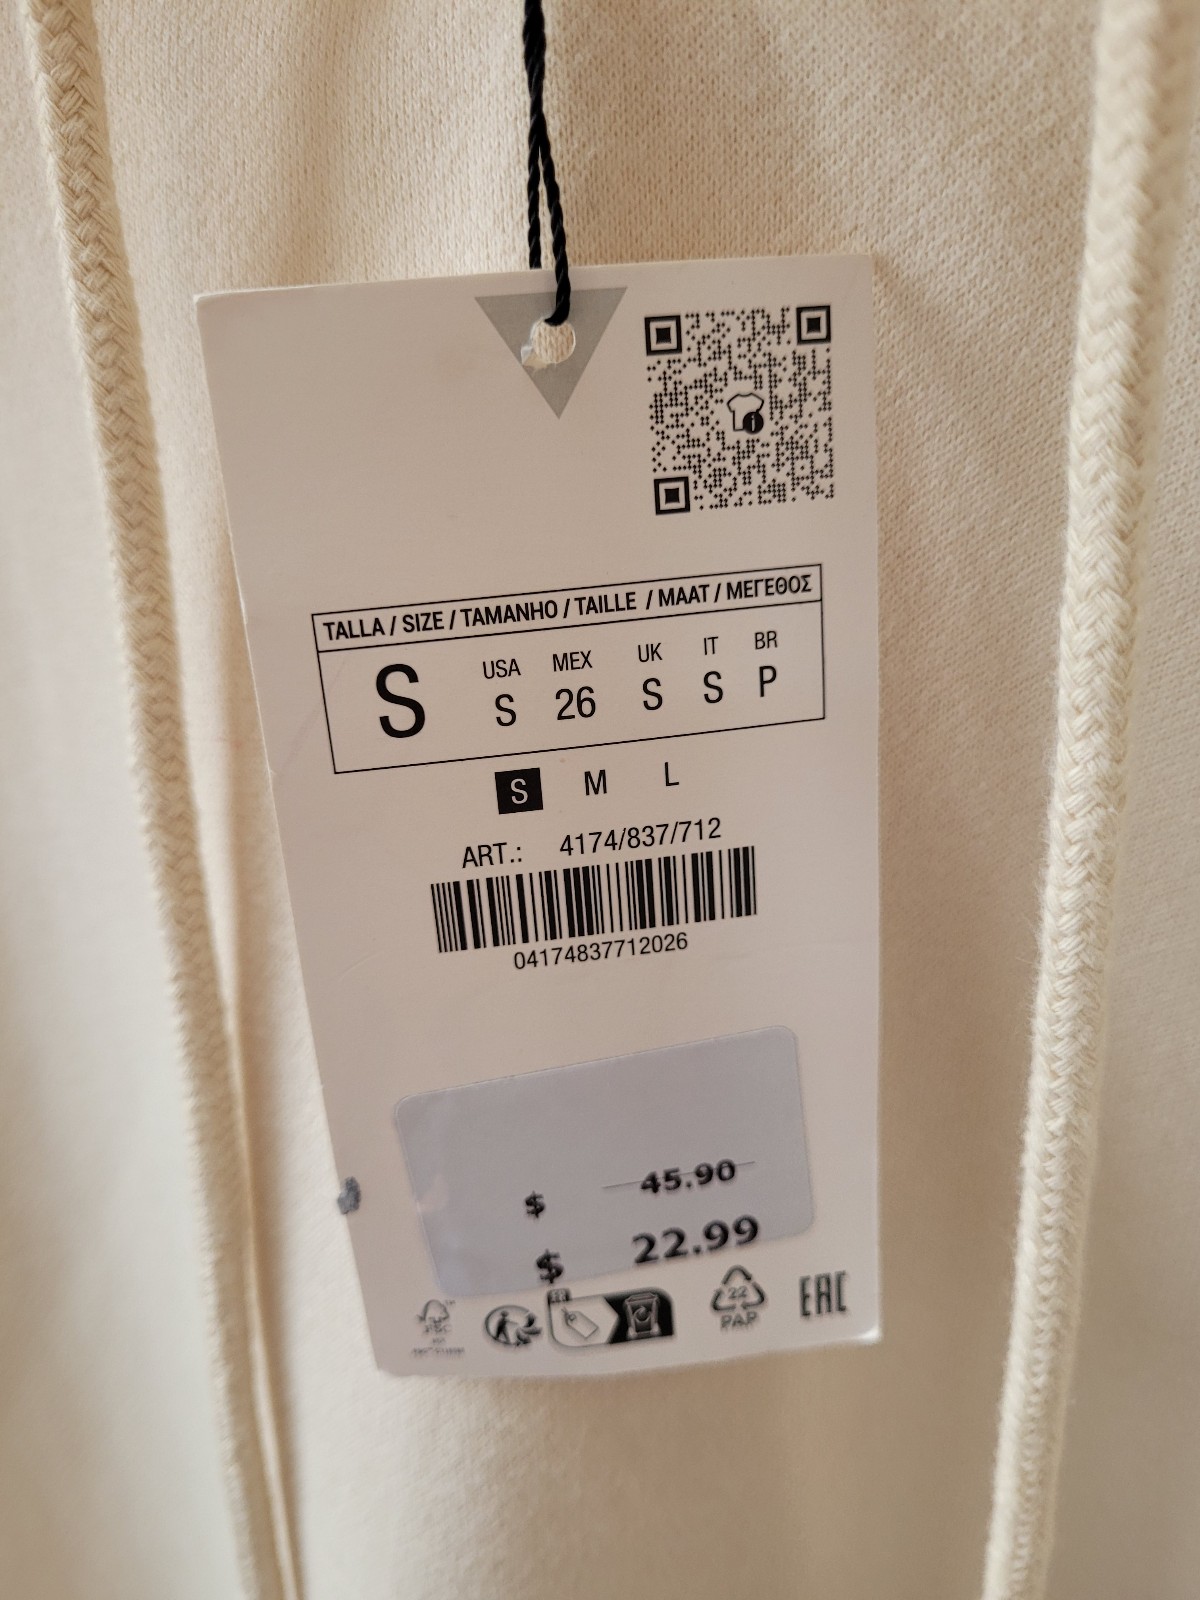 TALLA / SIZE / TAMANHO / TAILLE / MAAT / ΜΕΓΕΘΟΣ
USA MEX UK IT BR
S S 26 S S P
S M L
ART.: 4174/837/712
04174837712026
$ 45.90
$ 22.99
22
PAP
EAC